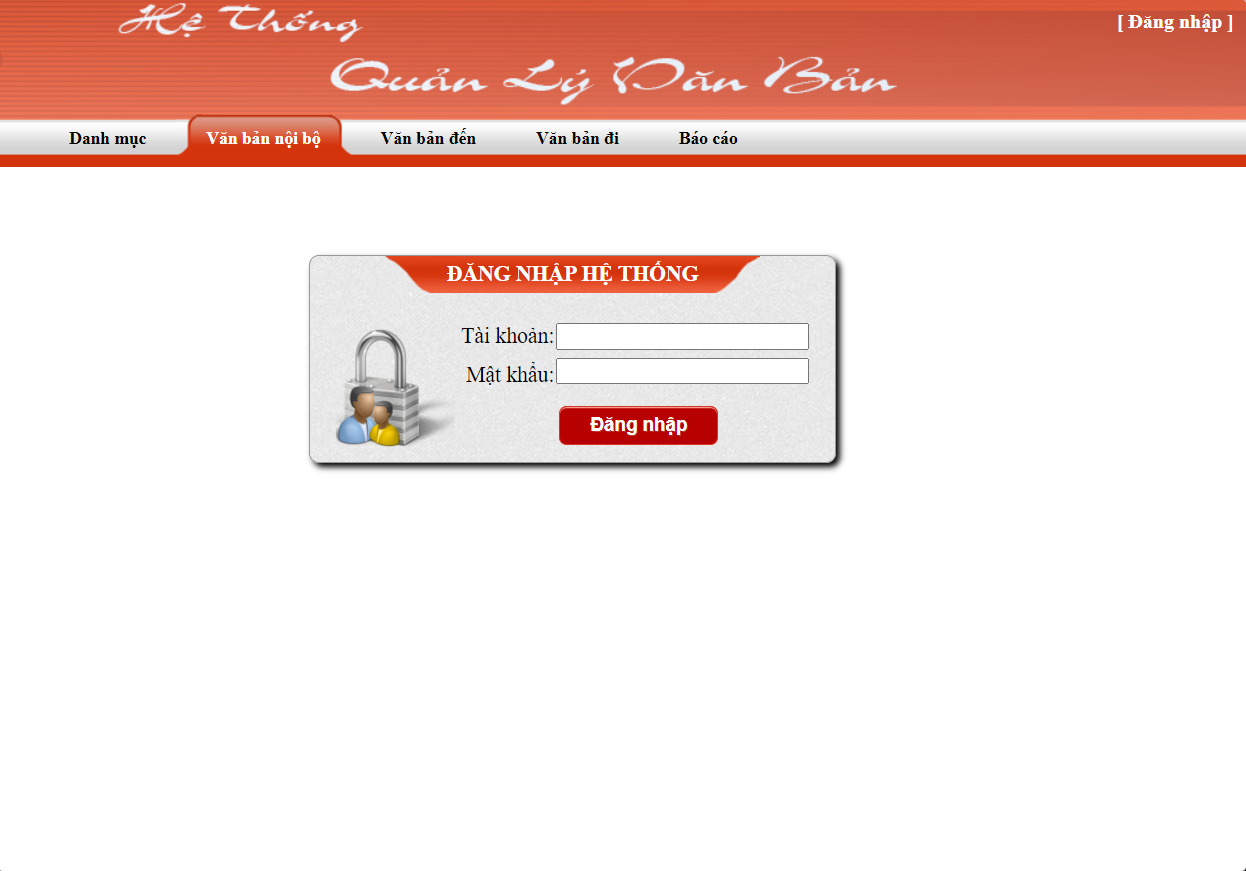 Hệ Thống
[ Đăng nhập ]
Quản Lý Văn Bản
Danh mục Văn bản nội bộ Văn bản đến Văn bản đi Báo cáo
ĐĂNG NHẬP HỆ THỐNG
Tài khoản:
Mật khẩu:
Đăng nhập